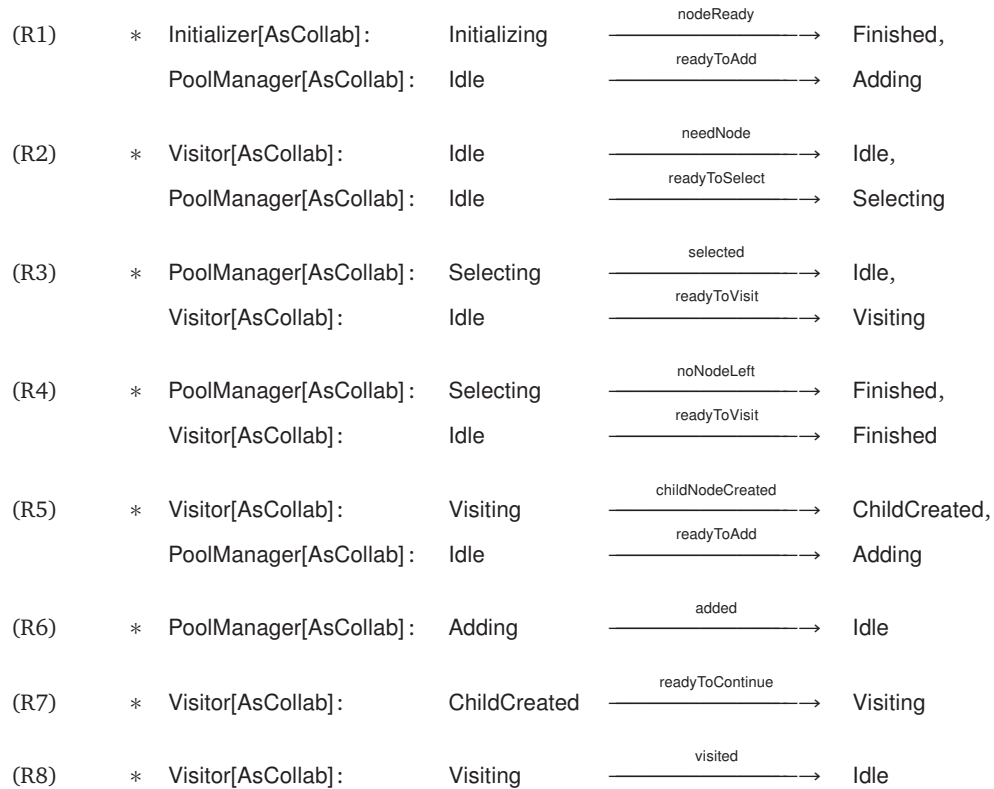 nodeReady
(R1) ∗ Initializer[AsCollab]: Initializing ⟶ Finished,
readyToAdd
PoolManager[AsCollab]: Idle ⟶ Adding
needNode
(R2) ∗ Visitor[AsCollab]: Idle ⟶ Idle,
readyToSelect
PoolManager[AsCollab]: Idle ⟶ Selecting
selected
(R3) ∗ PoolManager[AsCollab]: Selecting ⟶ Idle,
readyToVisit
Visitor[AsCollab]: Idle ⟶ Visiting
noNodeLeft
(R4) ∗ PoolManager[AsCollab]: Selecting ⟶ Finished,
readyToVisit
Visitor[AsCollab]: Idle ⟶ Finished
childNodeCreated
(R5) ∗ Visitor[AsCollab]: Visiting ⟶ ChildCreated,
readyToAdd
PoolManager[AsCollab]: Idle ⟶ Adding
added
(R6) ∗ PoolManager[AsCollab]: Adding ⟶ Idle
readyToContinue
(R7) ∗ Visitor[AsCollab]: ChildCreated ⟶ Visiting
visited
(R8) ∗ Visitor[AsCollab]: Visiting ⟶ Idle